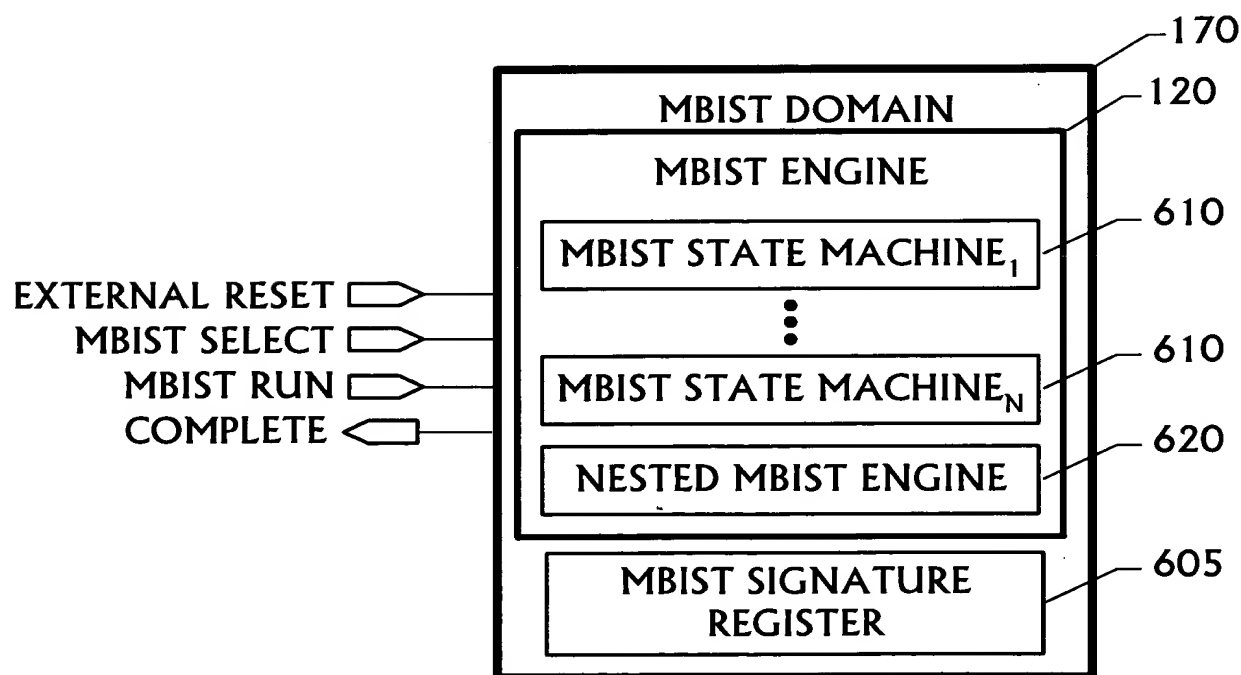 170
MBIST DOMAIN
120
MBIST ENGINE
MBIST STATE MACHINE1
610
EXTERNAL RESET
MBIST SELECT
MBIST RUN
COMPLETE
MBIST STATE MACHINEN
610
NESTED MBIST ENGINE
620
MBIST SIGNATURE
REGISTER
605